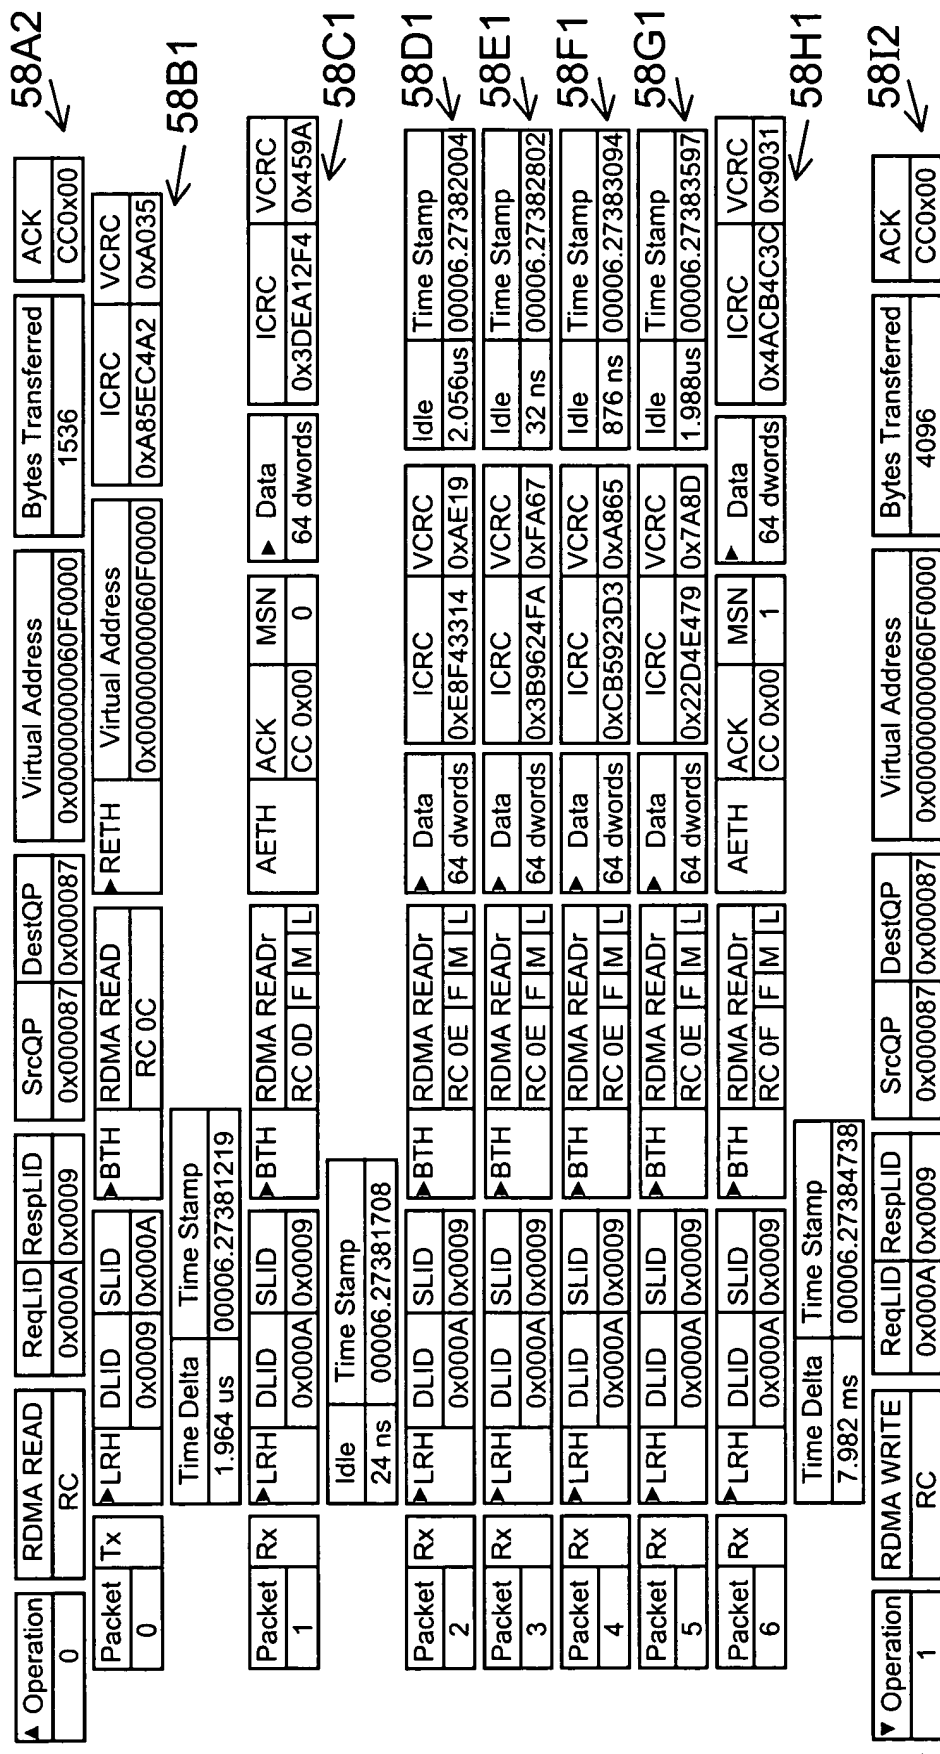 ▲ Operation RDMA READ ReqLID RespLID SrcQP DestQP Virtual Address Bytes Transferred ACK 58A2
0 RC 0x000A 0x0009 0x000087 0x000087 0x0000000060F0000 1536 CC0x00
Packet Tx LRH DLID SLID BTH RDMA READ RETH Virtual Address ICRC VCRC 58B1
0 0x0009 0x000A RC 0C 0x0000000060F0000 0xA85EC4A2 0xA035
Time Delta Time Stamp
1.964 us 00006.27381219
Packet Rx LRH DLID SLID BTH RDMA READr AETH ACK MSN Data ICRC VCRC 58C1
1 0x000A 0x0009 RC 0D F M L CC 0x00 0 64 dwords 0x3DEA12F4 0x459A
Idle Time Stamp
24 ns 00006.27381708
Packet Rx LRH DLID SLID BTH RDMA READr Data ICRC VCRC Idle Time Stamp 58D1
2 0x000A 0x0009 RC 0E F M L 64 dwords 0xE8F43314 0xAE19 2.056us 00006.27382004
Packet Rx LRH DLID SLID BTH RDMA READr Data ICRC VCRC Idle Time Stamp 58E1
3 0x000A 0x0009 RC 0E F M L 64 dwords 0x3B9624FA 0xFA67 32 ns 00006.27382802
Packet Rx LRH DLID SLID BTH RDMA READr Data ICRC VCRC Idle Time Stamp 58F1
4 0x000A 0x0009 RC 0E F M L 64 dwords 0xCB5923D3 0xA865 876 ns 00006.27383094
Packet Rx LRH DLID SLID BTH RDMA READr Data ICRC VCRC Idle Time Stamp 58G1
5 0x000A 0x0009 RC 0E F M L 64 dwords 0x22D4E479 0x7A8D 1.988us 00006.27383597
Packet Rx LRH DLID SLID BTH RDMA READr AETH ACK MSN Data ICRC VCRC 58H1
6 0x000A 0x0009 RC 0F F M L CC 0x00 1 64 dwords 0x4ACB4C3C 0x9031
Time Delta Time Stamp
7.982 ms 00006.27384738
▼ Operation RDMA WRITE ReqLID RespLID SrcQP DestQP Virtual Address Bytes Transferred ACK 58I2
1 RC 0x000A 0x0009 0x000087 0x000087 0x0000000060F0000 4096 CC0x00